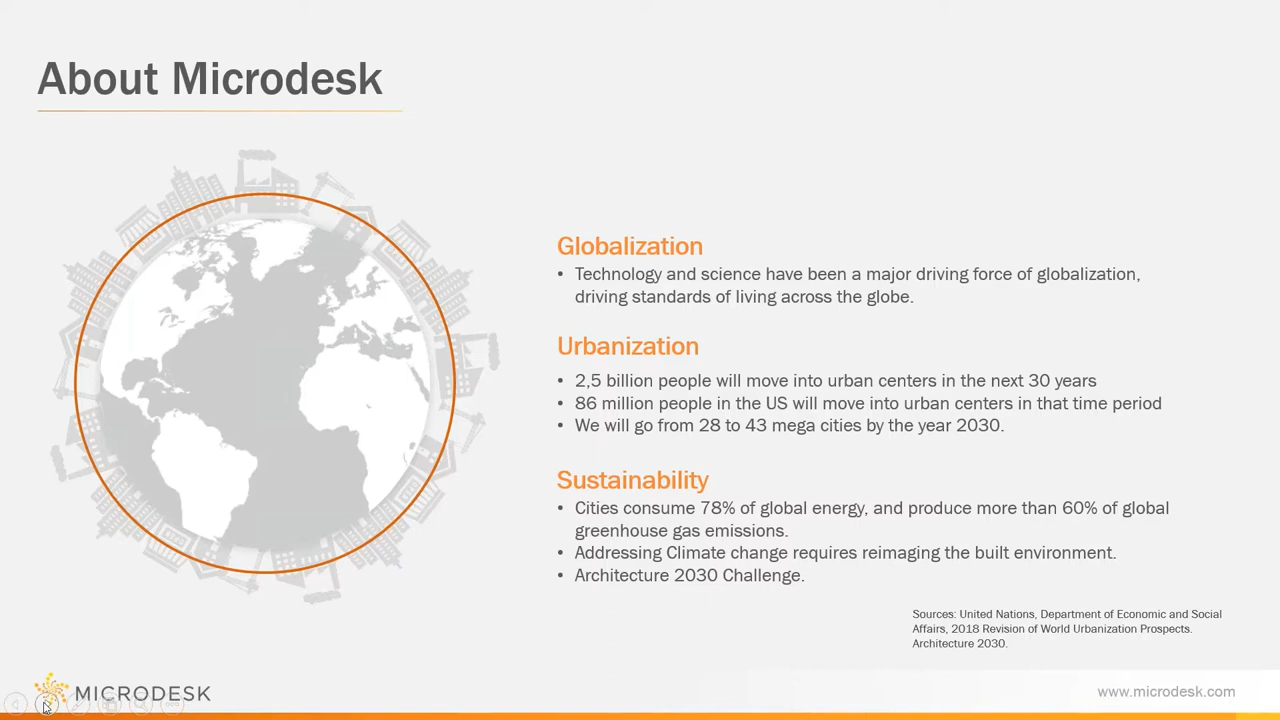 About Microdesk
Globalization
• Technology and science have been a major driving force of globalization,
driving standards of living across the globe.
Urbanization
• 2,5 billion people will move into urban centers in the next 30 years
• 86 million people in the US will move into urban centers in that time period
• We will go from 28 to 43 mega cities by the year 2030.
Sustainability
• Cities consume 78% of global energy, and produce more than 60% of global
greenhouse gas emissions.
• Addressing Climate change requires reimaging the built environment.
• Architecture 2030 Challenge.
Sources: United Nations, Department of Economic and Social
Affairs, 2018 Revision of World Urbanization Prospects.
Architecture 2030.
MICRODESK
www.microdesk.com